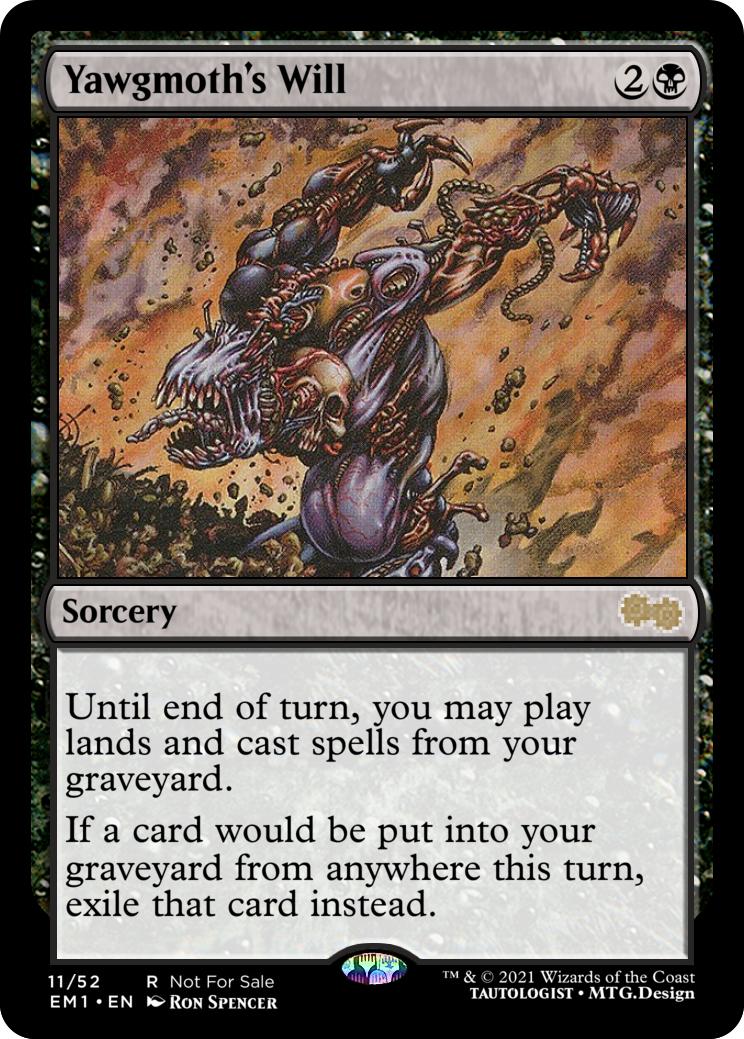 Yawgmoth's Will 2
Sorcery
Until end of turn, you may play
lands and cast spells from your
graveyard.
If a card would be put into your
graveyard from anywhere this turn,
exile that card instead.
11/52 R Not For Sale
EM1 • EN Ron Spencer
™ & © 2021 Wizards of the Coast
TAUTOLOGIST • MTG.Design